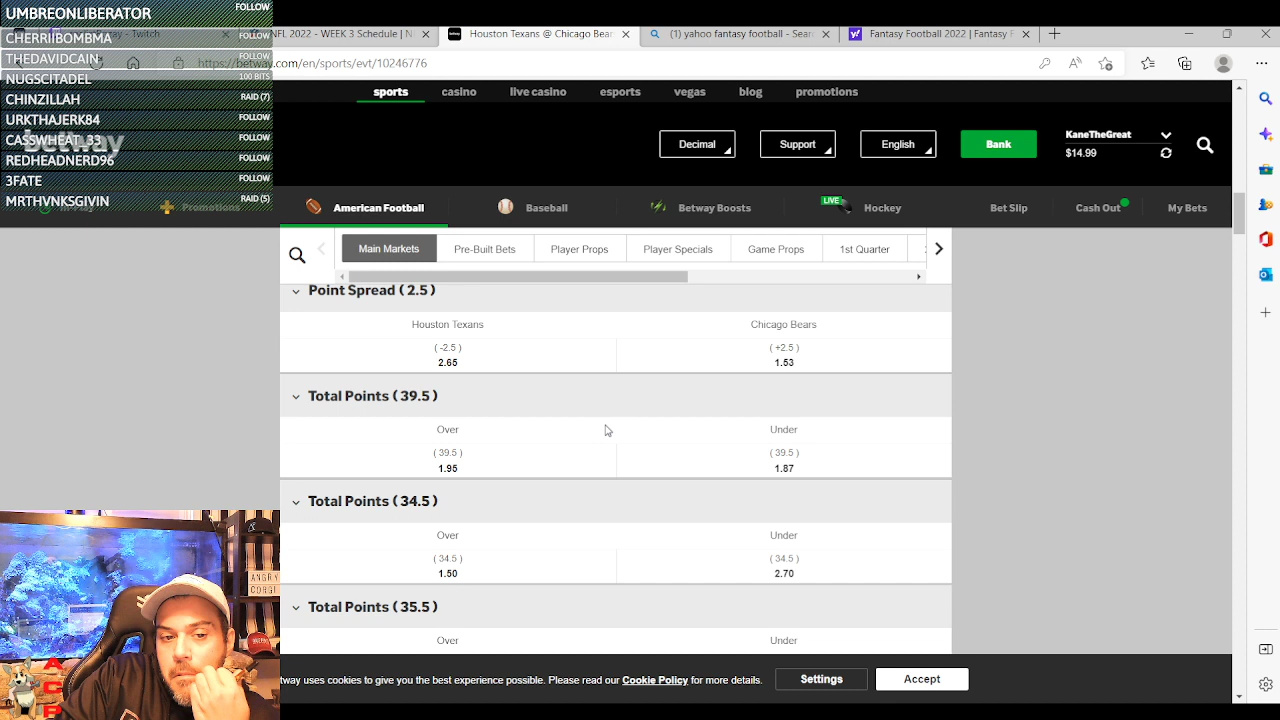 UMBREONLIBERATOR FOLLOW
CHERRIIBOMBMA FOLLOW
THEDAVIDCAIN FOLLOW
NUGSCITADEL 100 BITS
CHINZILLAH RAID (7)
URKTHAJERK84 FOLLOW
CASSWHEAT_33 FOLLOW
REDHEADNERD96 FOLLOW
3FATE FOLLOW
MRTHVNKSGIVIN RAID (5)
- Twitch
NFL 2022 - WEEK 3 Schedule | N
Houston Texans @ Chicago Bear
(1) yahoo fantasy football - Sear
Fantasy Football 2022 | Fantasy F
https://betway.com/en/sports/evt/10246776
sports casino live casino esports vegas blog promotions
betway
Decimal Support English Bank KaneTheGreat
$14.99
In-Play Promotions American Football Baseball Betway Boosts LIVE Hockey Bet Slip Cash Out My Bets
Main Markets Pre-Built Bets Player Props Player Specials Game Props 1st Quarter
Point Spread ( 2.5 )
Houston Texans Chicago Bears
( -2.5 ) ( +2.5 )
2.65 1.53
Total Points ( 39.5 )
Over Under
( 39.5 ) ( 39.5 )
1.95 1.87
Total Points ( 34.5 )
Over Under
( 34.5 ) ( 34.5 )
1.50 2.70
Total Points ( 35.5 )
Over Under
tway uses cookies to give you the best experience possible. Please read our Cookie Policy for more details. Settings Accept
ANGRY
CORGI
A
C
P